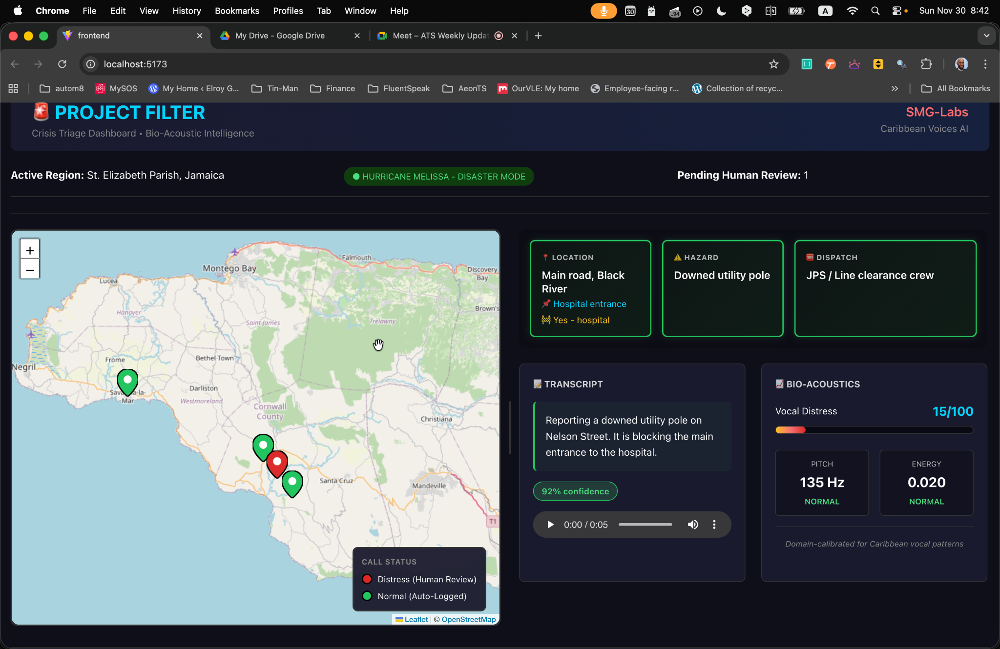 Chrome File Edit View History Bookmarks Profiles Tab Window Help 30 ..94 A Sun Nov 30 8:42
frontend My Drive - Google Drive Meet – ATS Weekly Updat
localhost:5173
autom8 MySOS My Home ‹ Elroy G... Tin-Man Finance FluentSpeak AeonTS OurVLE: My home Employee-facing r... Collection of recyc... All Bookmarks
PROJECT FILTER
Crisis Triage Dashboard • Bio-Acoustic Intelligence
SMG-Labs
Caribbean Voices AI
Active Region: St. Elizabeth Parish, Jamaica
HURRICANE MELISSA - DISASTER MODE
Pending Human Review: 1
+
−
Montego Bay
Falmouth
Discovery
Bay
Lucea
Hanover
Saint James
Trelawny
Brown's
Negril
Frome
Bethel Town
Sava -la-
Mar
Darliston
Westmoreland
Cornwall
County
Christiana
Santa Cruz
Mandeville
T1
CALL STATUS
Distress (Human Review)
Normal (Auto-Logged)
Leaflet | © OpenStreetMap
LOCATION
Main road, Black
River
Hospital entrance
Yes - hospital
HAZARD
Downed utility pole
SOS DISPATCH
JPS / Line clearance crew
TRANSCRIPT
Reporting a downed utility pole on
Nelson Street. It is blocking the main
entrance to the hospital.
92% confidence
0:00 / 0:05
BIO-ACOUSTICS
Vocal Distress 15/100
PITCH
135 Hz
NORMAL
ENERGY
0.020
NORMAL
Domain-calibrated for Caribbean vocal patterns